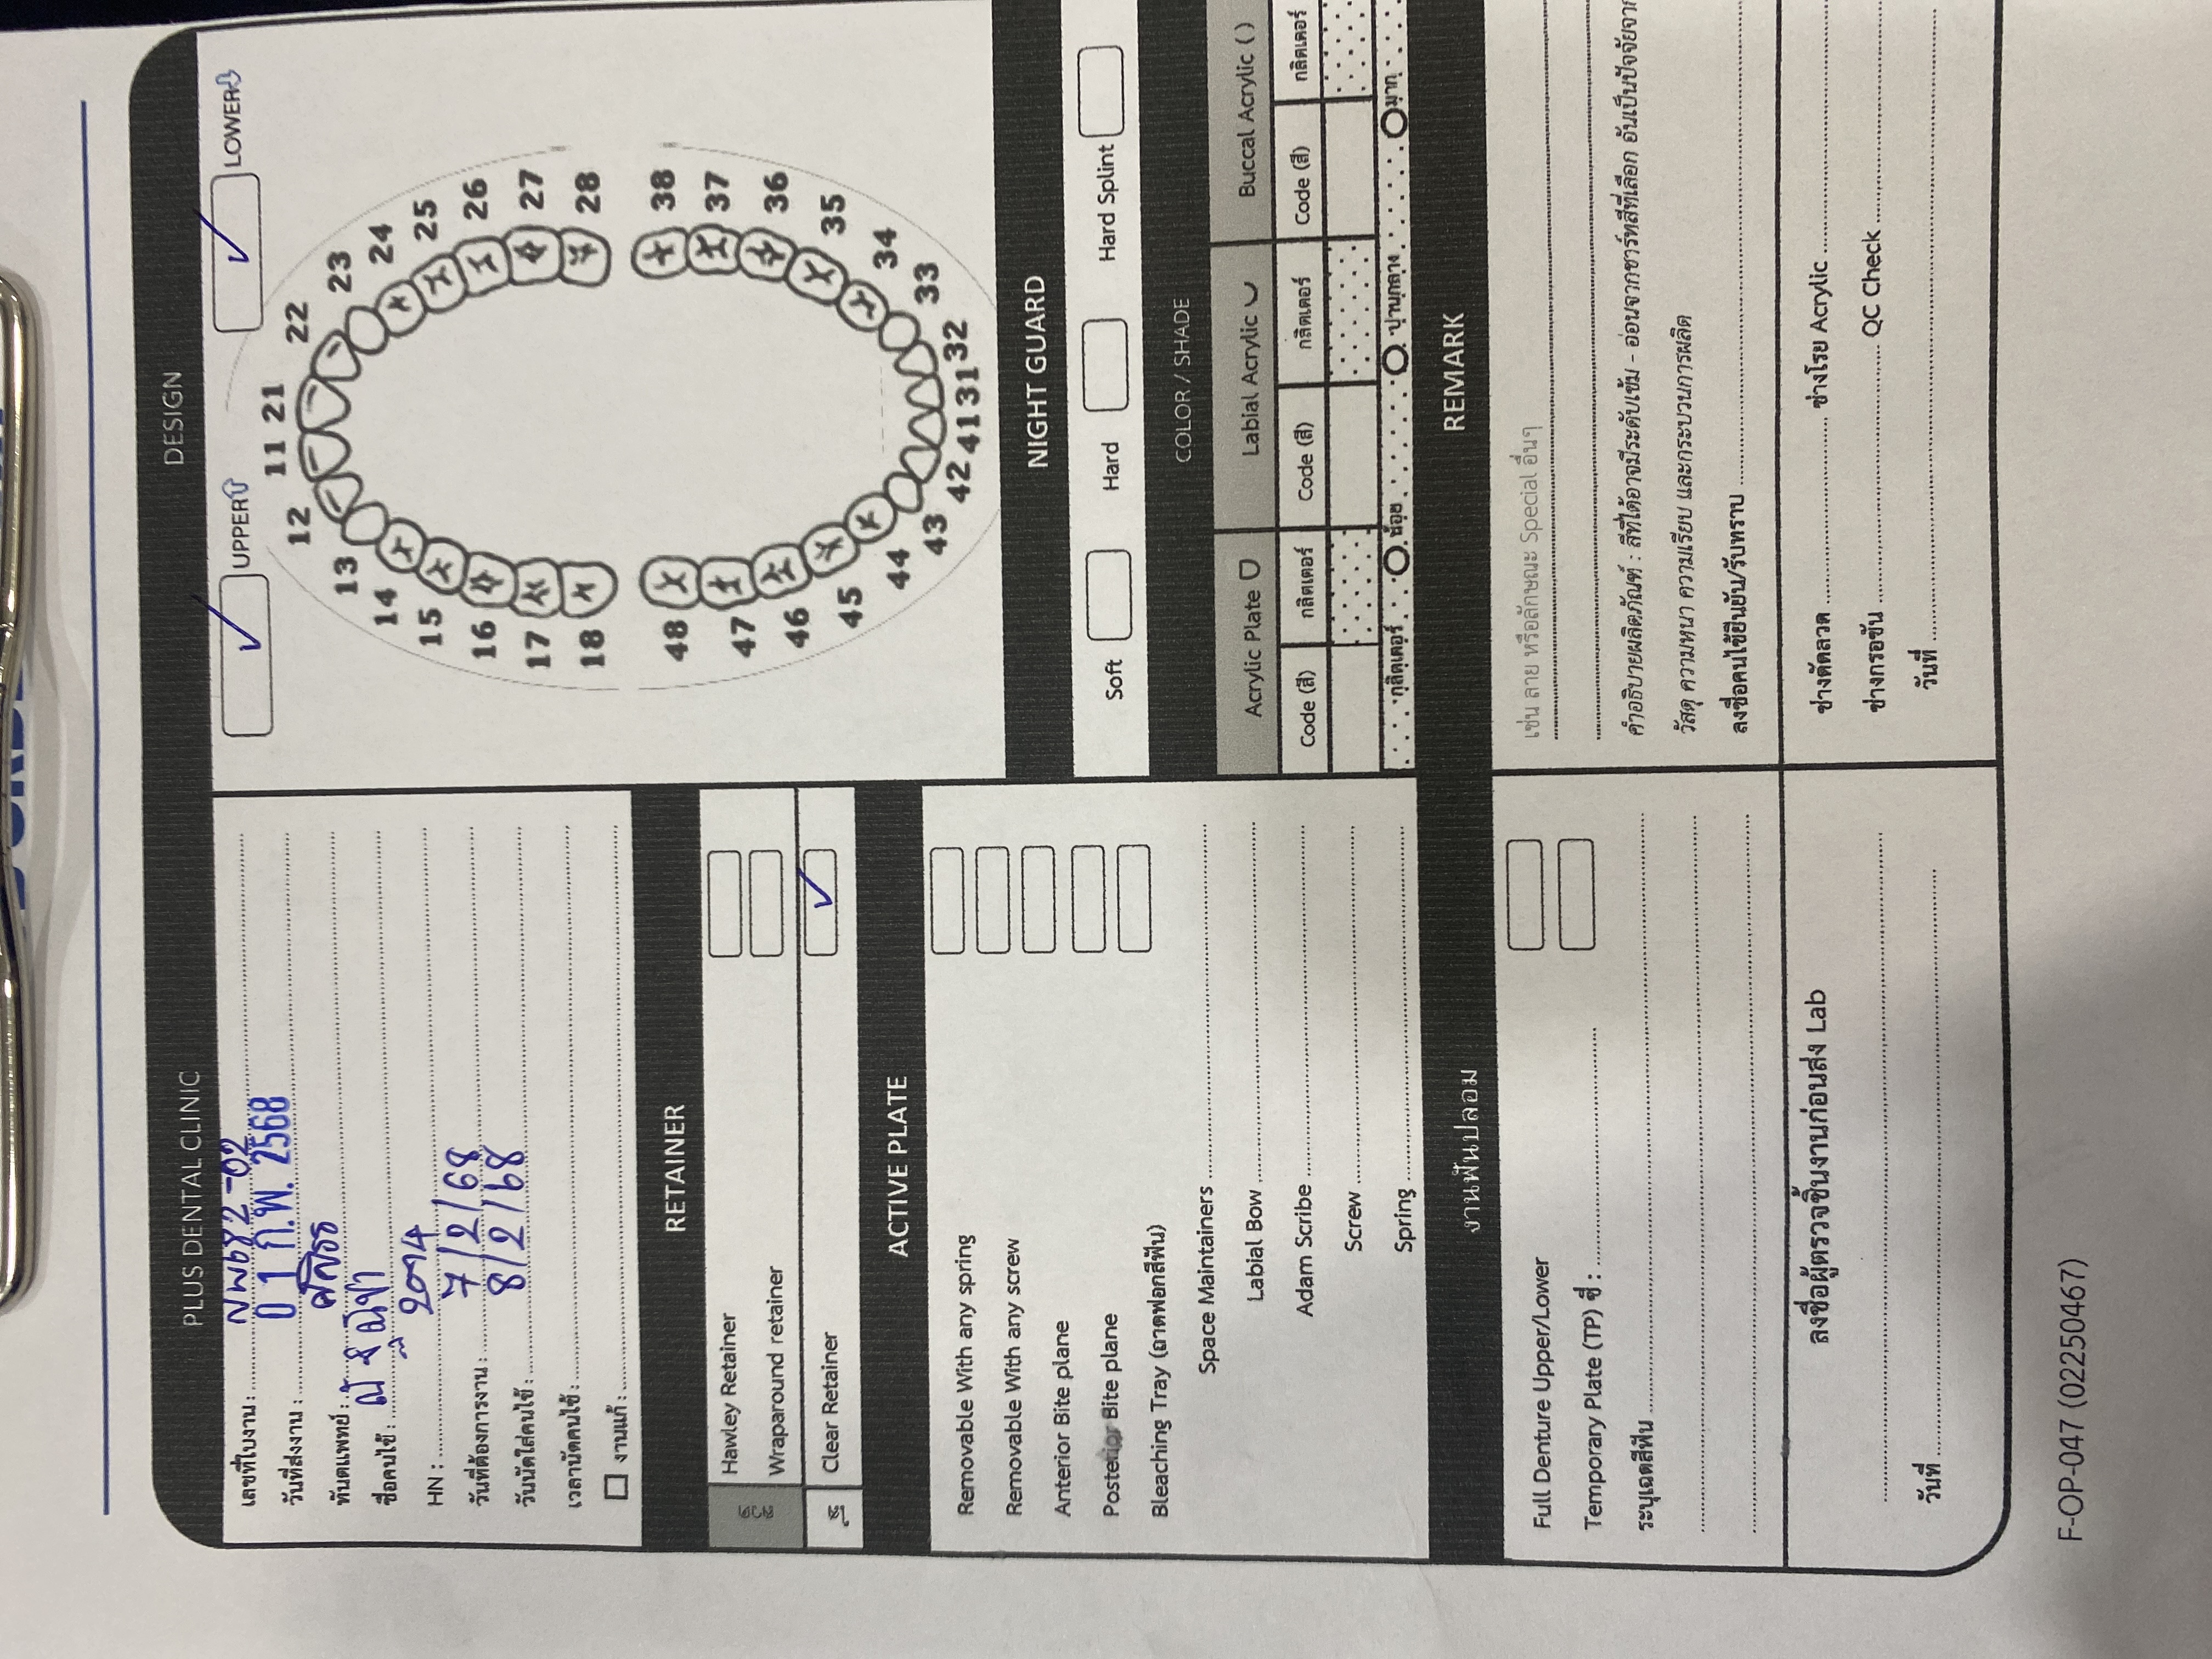 PLUS DENTAL CLINIC
เลขที่ใบงาน : นพ682-02
วันที่ส่งงาน : 01 ก.พ. 2568
ทันตแพทย์ :
ชื่อคนไข้ :
HN : 2094
วันที่ต้องการงาน : 7/2/68
วันนัดใส่คนไข้ : 8/2/68
เวลานัดคนไข้ :
งานแก้ :
RETAINER
ลวด
Hawley Retainer
Wraparound retainer
ใส
Clear Retainer ✓
ACTIVE PLATE
Removable With any spring
Removable With any screw
Anterior Bite plane
Posterior Bite plane
Bleaching Tray (ถาดฟอกสีฟัน)
Space Maintainers
Labial Bow
Adam Scribe
Screw
Spring
งานฟันปลอม
Full Denture Upper/Lower
Temporary Plate (TP) ซี่ :
ระบุเฉดสีฟัน
ลงชื่อผู้ตรวจชิ้นงานก่อนส่ง Lab
วันที่
DESIGN
✓ UPPER ✓ LOWER
11 21
12 22
13 23
14 24
15 25
16 26
17 27
18 28
48 38
47 37
46 36
45 35
44 34
43 33
42 41 31 32
NIGHT GUARD
Soft Hard Hard Splint
COLOR / SHADE
Acrylic Plate Labial Acrylic Buccal Acrylic ( )
Code (สี) กลิตเตอร์ Code (สี) กลิตเตอร์ Code (สี) กลิตเตอร์
กลิตเตอร์ น้อย ปานกลาง มาก
REMARK
เช่น ลาย หรือลักษณะ Special อื่นๆ
คำอธิบายผลิตภัณฑ์ : สีที่ได้อาจมีระดับเข้ม - อ่อนจากชาร์ทสีที่เลือก อันเป็นปัจจัยจาก
วัสดุ ความหนา ความเรียบ และกระบวนการผลิต
ลงชื่อคนไข้ยืนยัน/รับทราบ
ช่างดัดลวด ช่างโรย Acrylic
ช่างกรอขัน QC Check
วันที่
F-OP-047 (02250467)